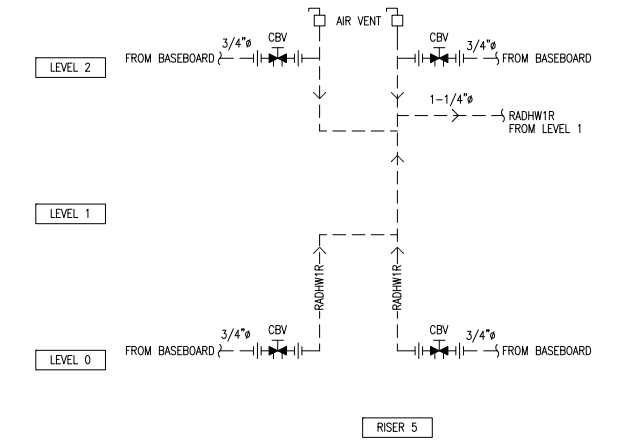 AIR VENT
3/4"ø CBV CBV 3/4"ø
LEVEL 2 FROM BASEBOARD FROM BASEBOARD
1-1/4"ø
RADHW1R
FROM LEVEL 1
LEVEL 1
RADHW1R RADHW1R
3/4"ø CBV CBV 3/4"ø
LEVEL 0 FROM BASEBOARD FROM BASEBOARD
RISER 5